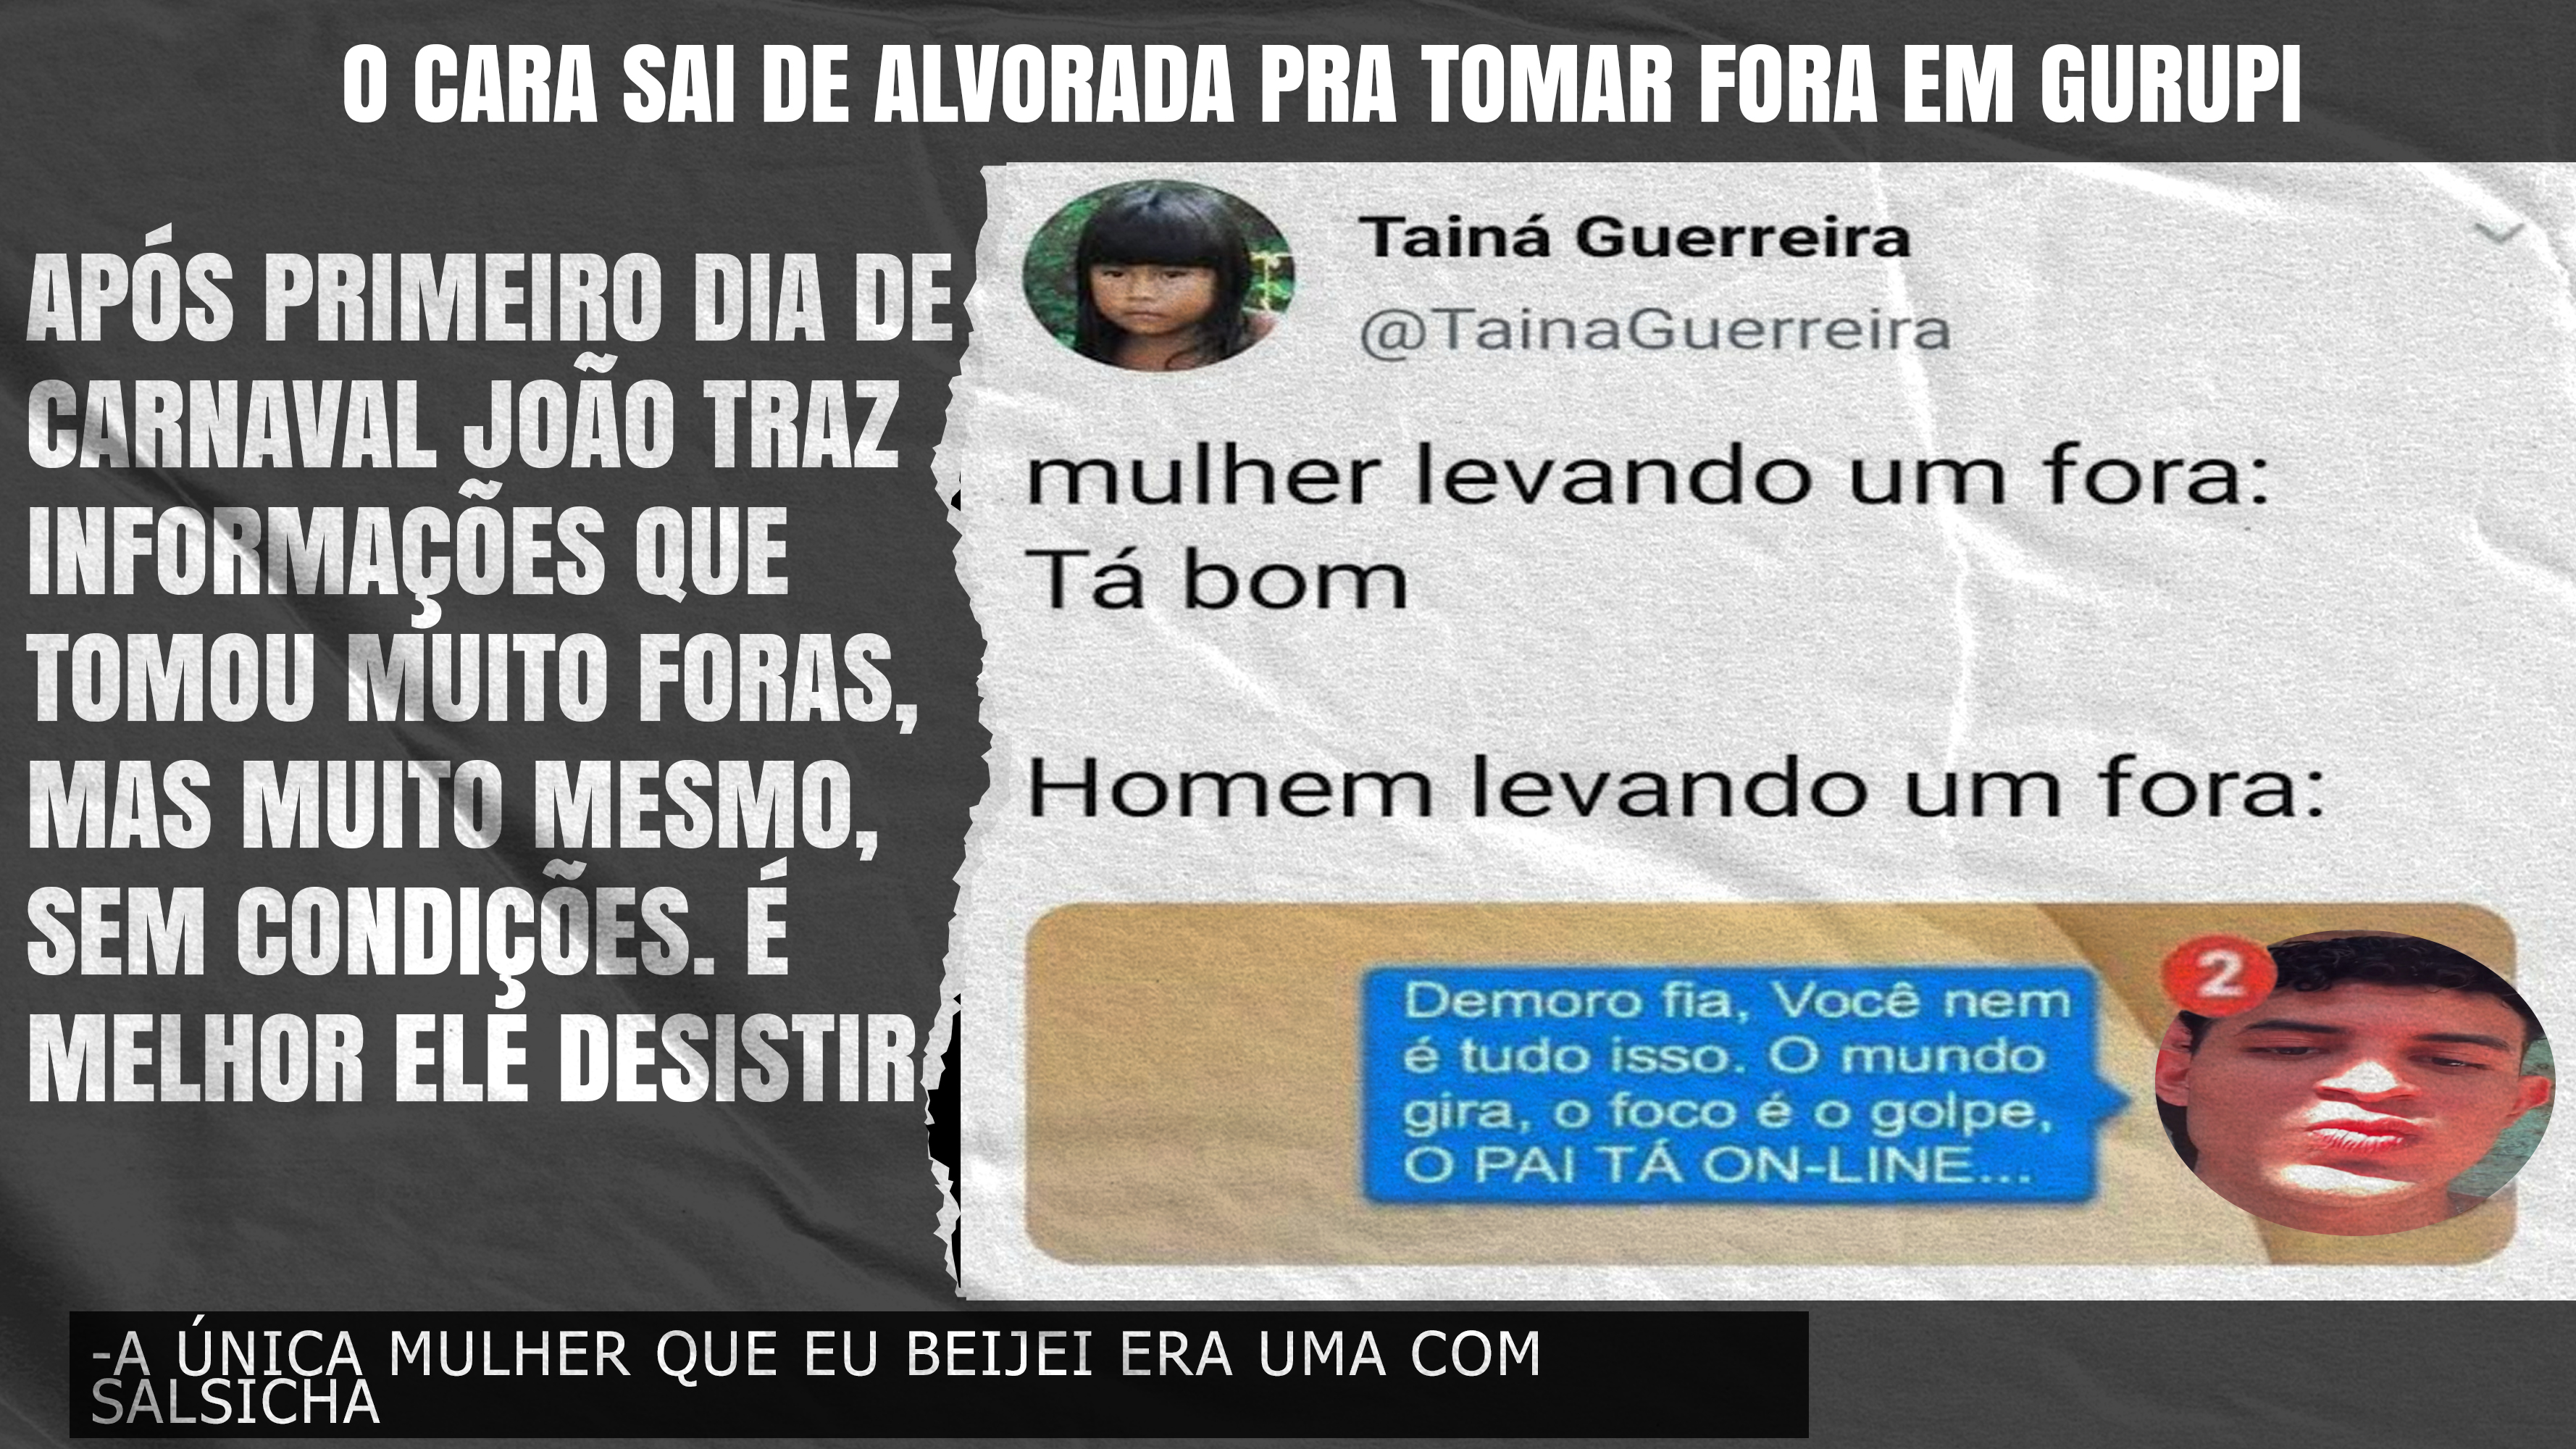 O CARA SAI DE ALVORADA PRA TOMAR FORA EM GURUPI
APÓS PRIMEIRO DIA DE
CARNAVAL JOÃO TRAZ
INFORMAÇÕES QUE
TOMOU MUITO FORAS,
MAS MUITO MESMO,
SEM CONDIÇÕES. É
MELHOR ELE DESISTIR
Tainá Guerreira
@TainaGuerreira
mulher levando um fora:
Tá bom
Homem levando um fora:
2
Demoro fia, Você nem
é tudo isso. O mundo
gira, o foco é o golpe,
O PAI TÁ ON-LINE...
-A ÚNICA MULHER QUE EU BEIJEI ERA UMA COM
SALSICHA